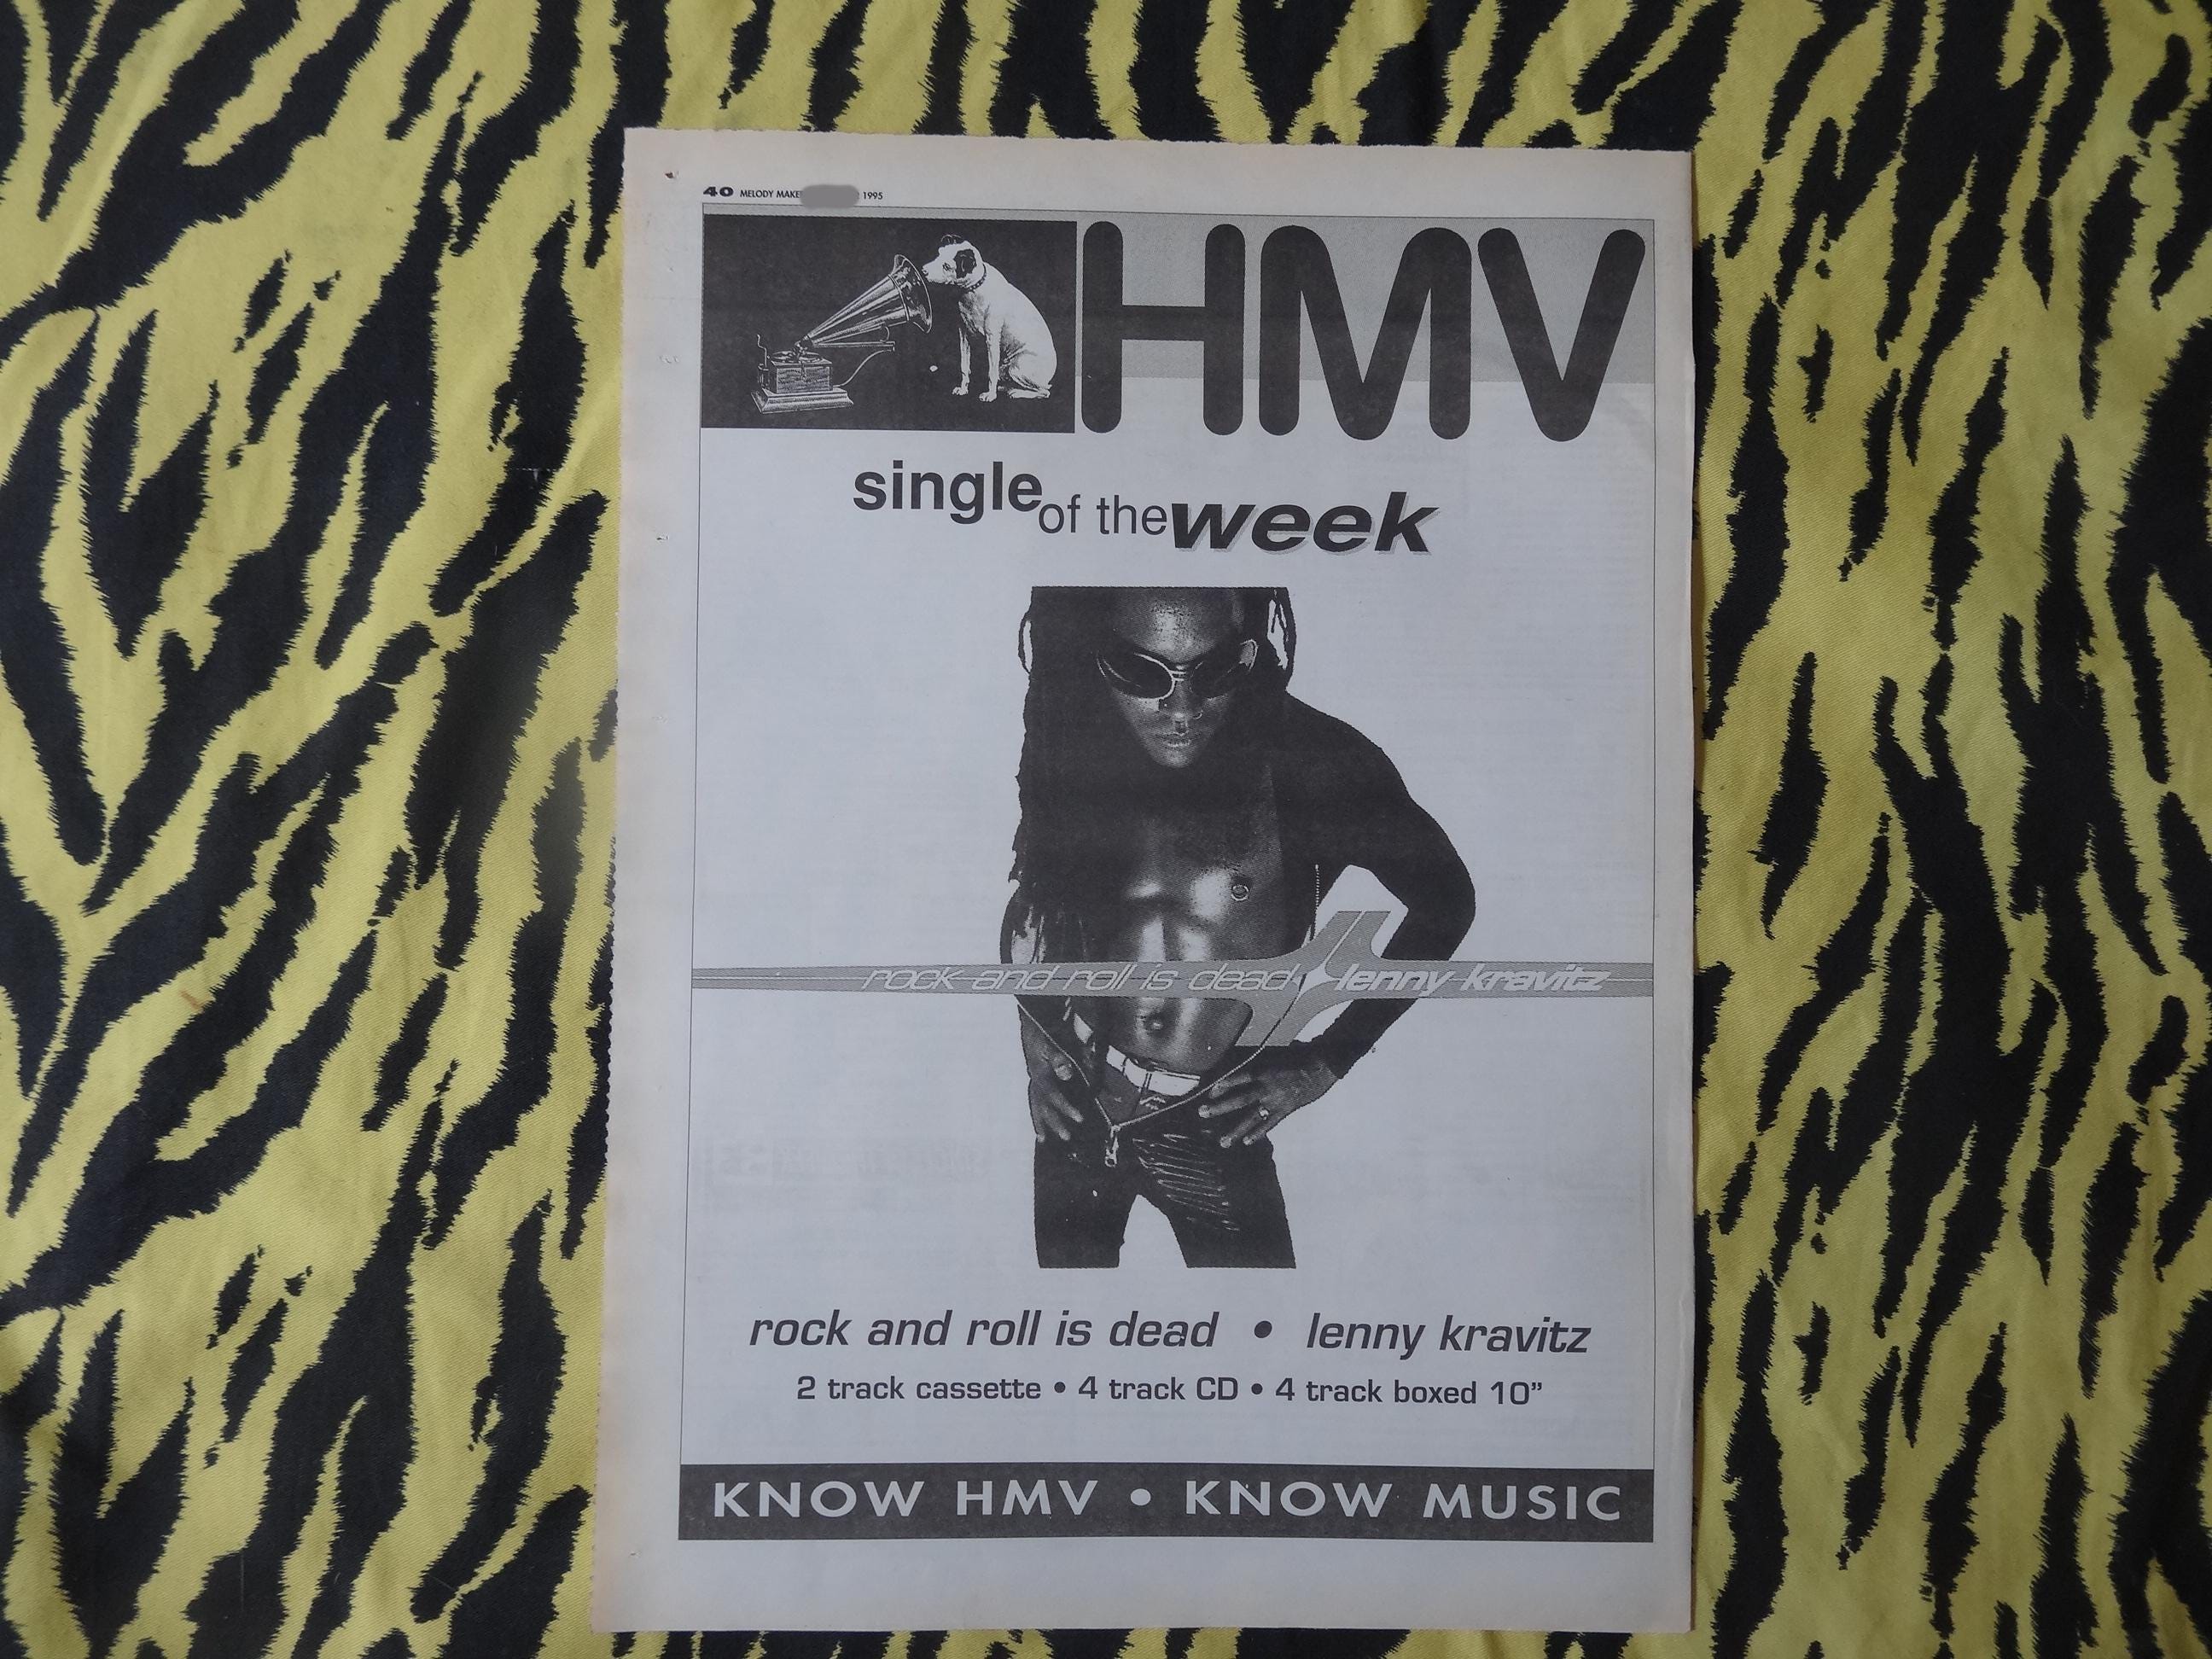 40 MELODY MAKE 1995
HMV
single of the week
rock and roll is dead lenny kravitz
rock and roll is dead • lenny kravitz
2 track cassette • 4 track CD • 4 track boxed 10”
KNOW HMV • KNOW MUSIC